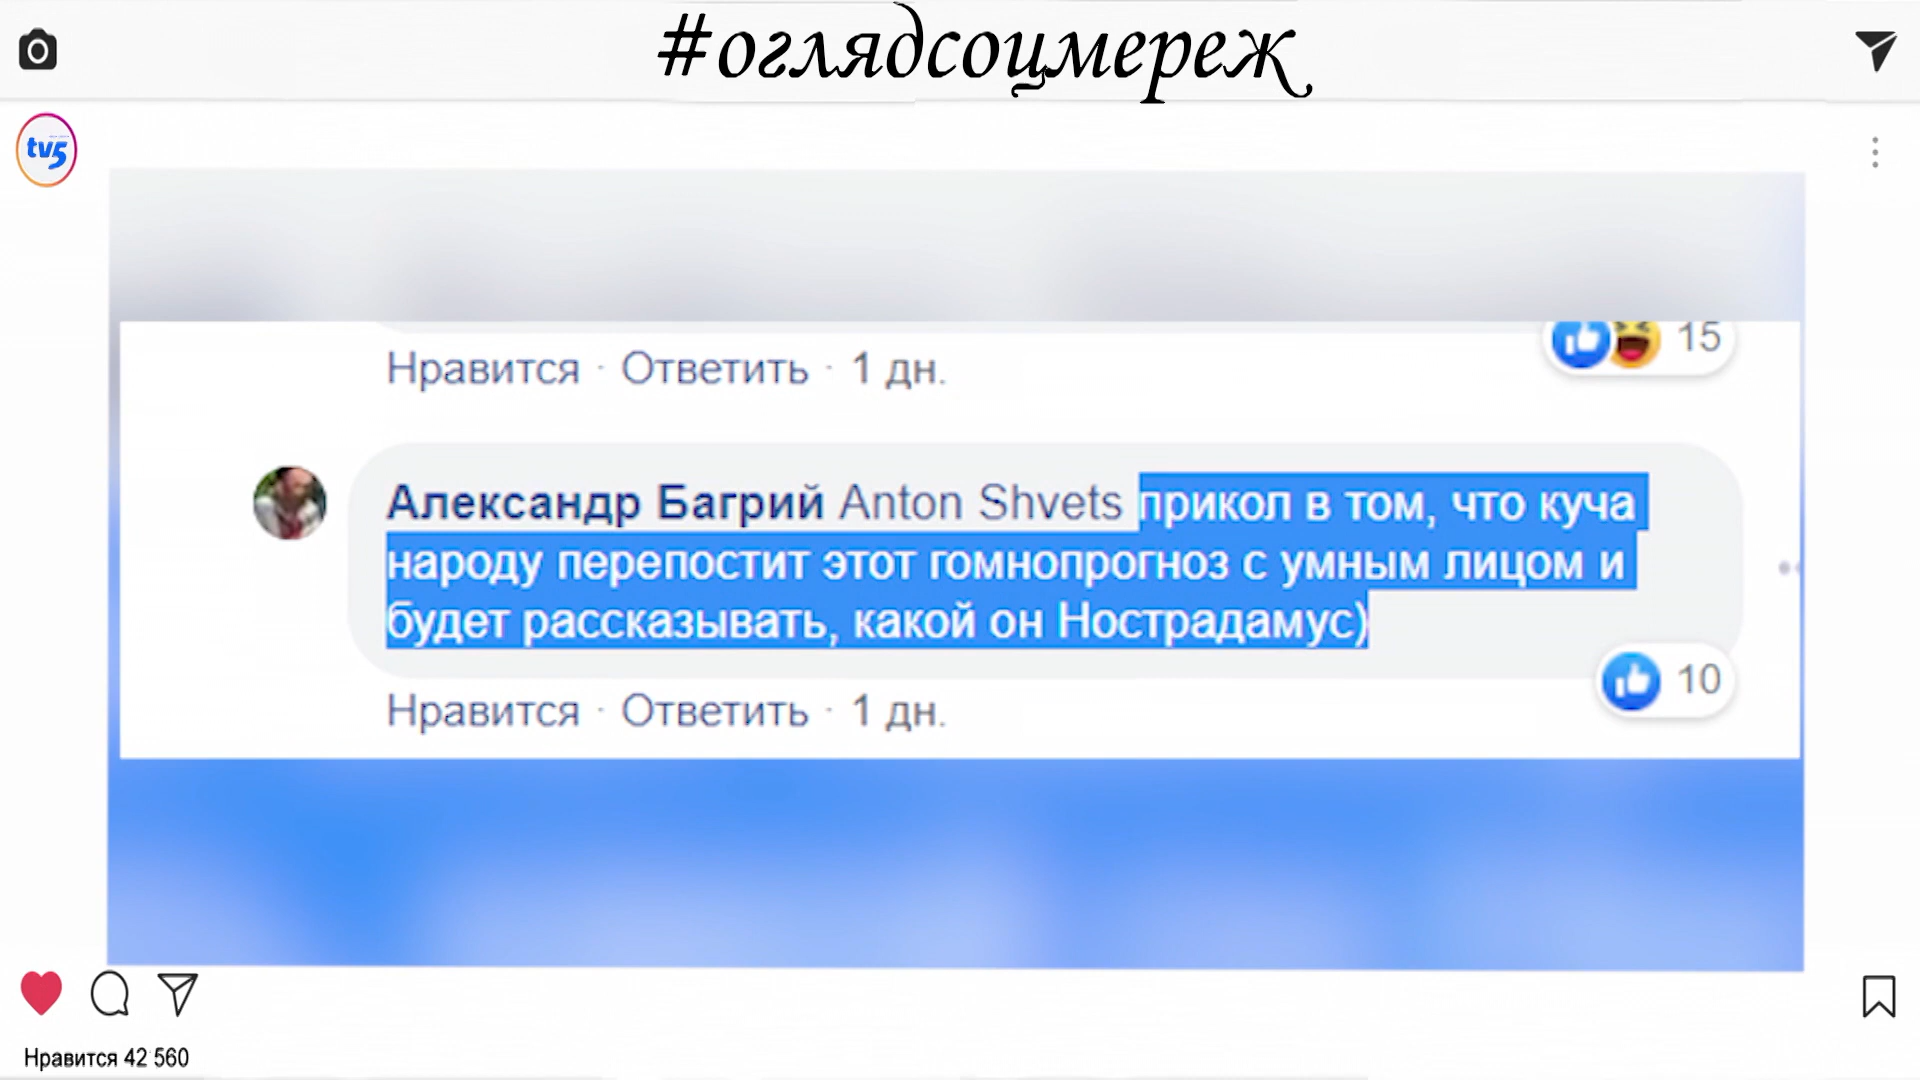 #оглядсоцмереж
tv5
15
Нравится · Ответить · 1 дн.
Александр Багрий Anton Shvets прикол в том, что куча
народу перепостит этот гомнопрогноз с умным лицом и
будет рассказывать, какой он Нострадамус)
10
Нравится · Ответить · 1 дн.
Нравится 42 560